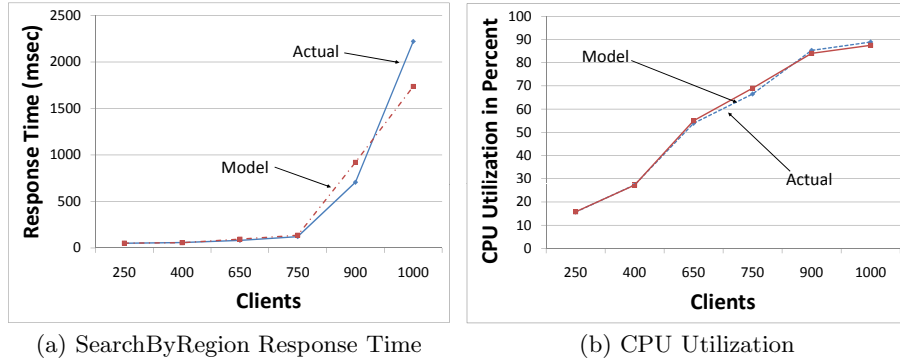 Response Time (msec)
2500
2000
1500
1000
500
0
Actual
Model
250 400 650 750 900 1000
Clients
(a) SearchByRegion Response Time
CPU Utilization in Percent
100
90
80
70
60
50
40
30
20
10
0
Model
Actual
250 400 650 750 900 1000
Clients
(b) CPU Utilization